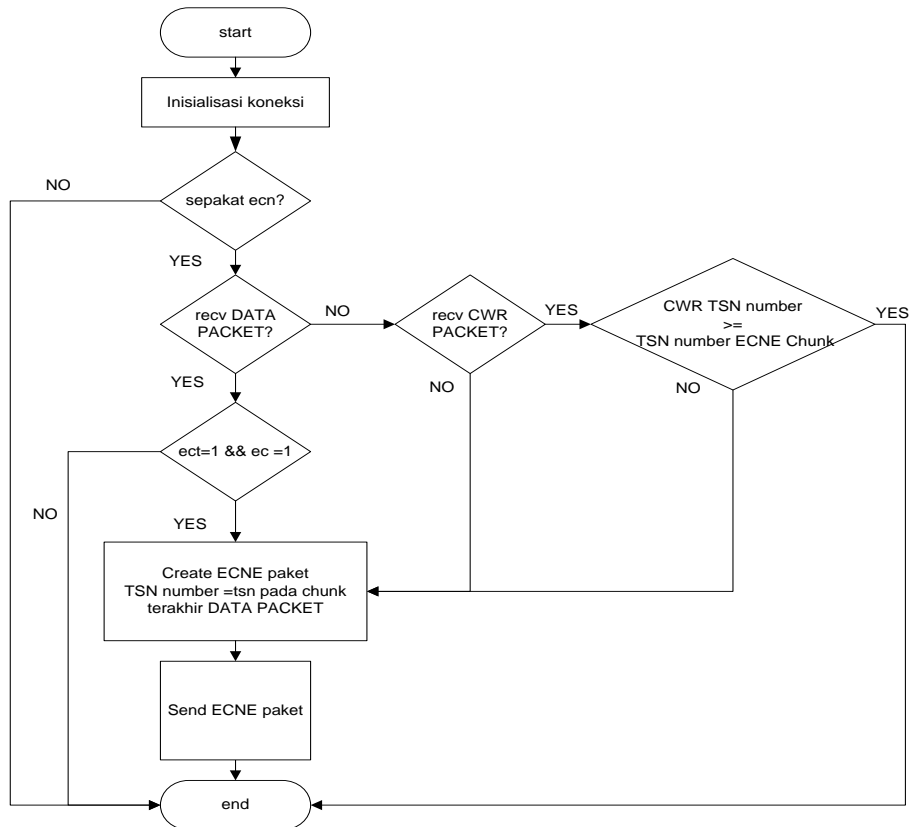 start
Inisialisasi koneksi
NO
sepakat ecn?
YES
recv DATA
PACKET?
NO
recv CWR
PACKET?
YES
CWR TSN number
>=
TSN number ECNE Chunk
YES
YES
NO
NO
ect=1 && ec =1
NO
YES
Create ECNE paket
TSN number =tsn pada chunk
terakhir DATA PACKET
Send ECNE paket
end